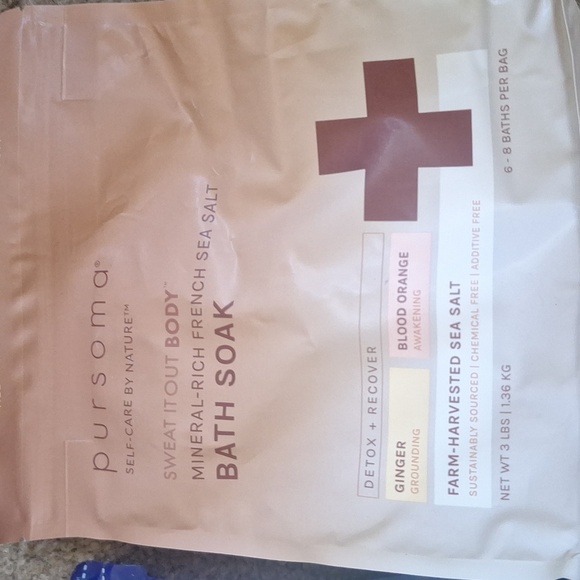 pursoma®
SELF-CARE BY NATURE™
SWEAT IT OUT BODY™
MINERAL-RICH FRENCH SEA SALT
BATH SOAK
DETOX + RECOVER
GINGER
GROUNDING
BLOOD ORANGE
AWAKENING
FARM-HARVESTED SEA SALT
SUSTAINABLY SOURCED | CHEMICAL FREE | ADDITIVE FREE
NET WT 3 LBS | 1.36 KG
6 - 8 BATHS PER BAG